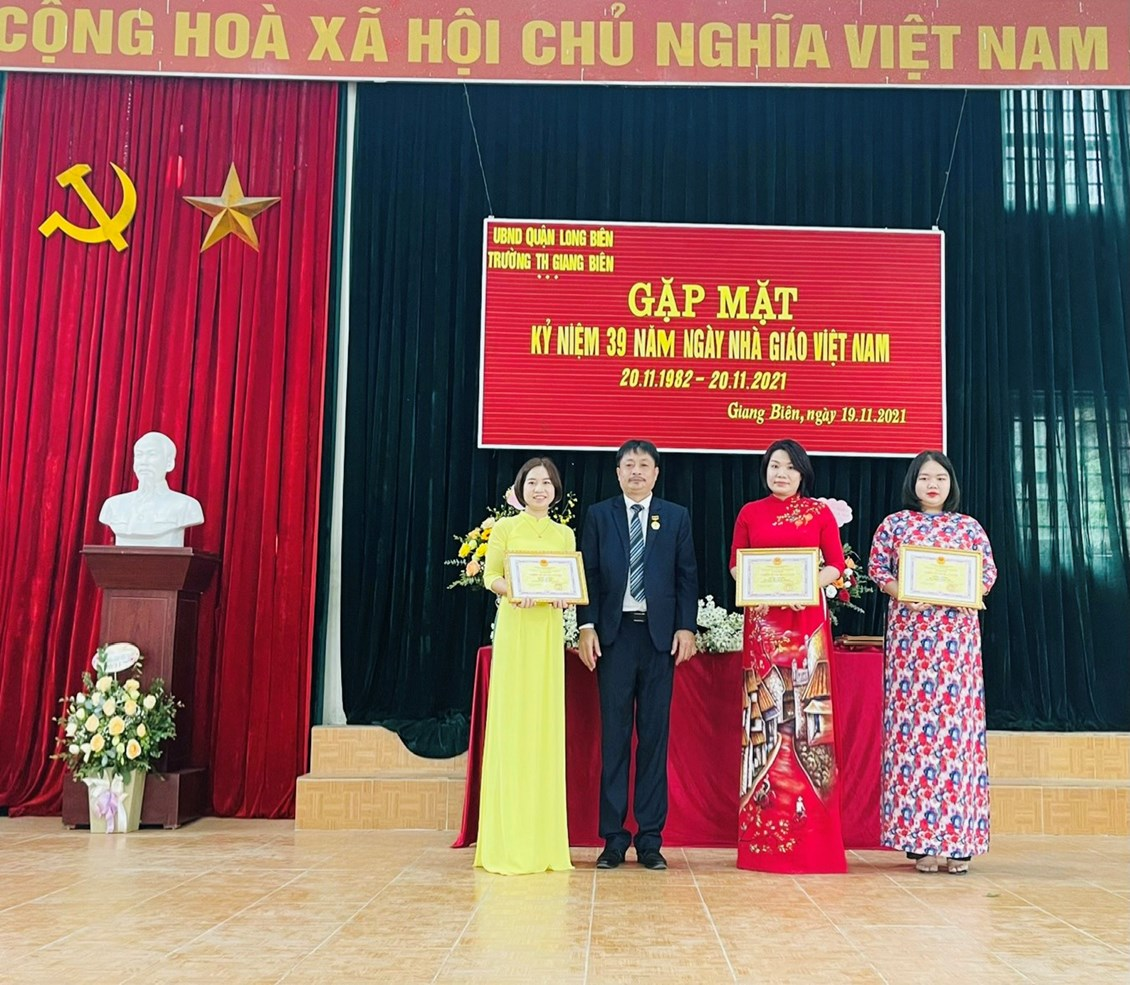 CỘNG HOÀ XÃ HỘI CHỦ NGHĨA VIỆT NAM
UBND QUẬN LONG BIÊN
TRƯỜNG TH GIANG BIÊN
GẶP MẶT
KỶ NIỆM 39 NĂM NGÀY NHÀ GIÁO VIỆT NAM
20.11.1982 - 20.11.2021
Giang Biên, ngày 19.11.2021